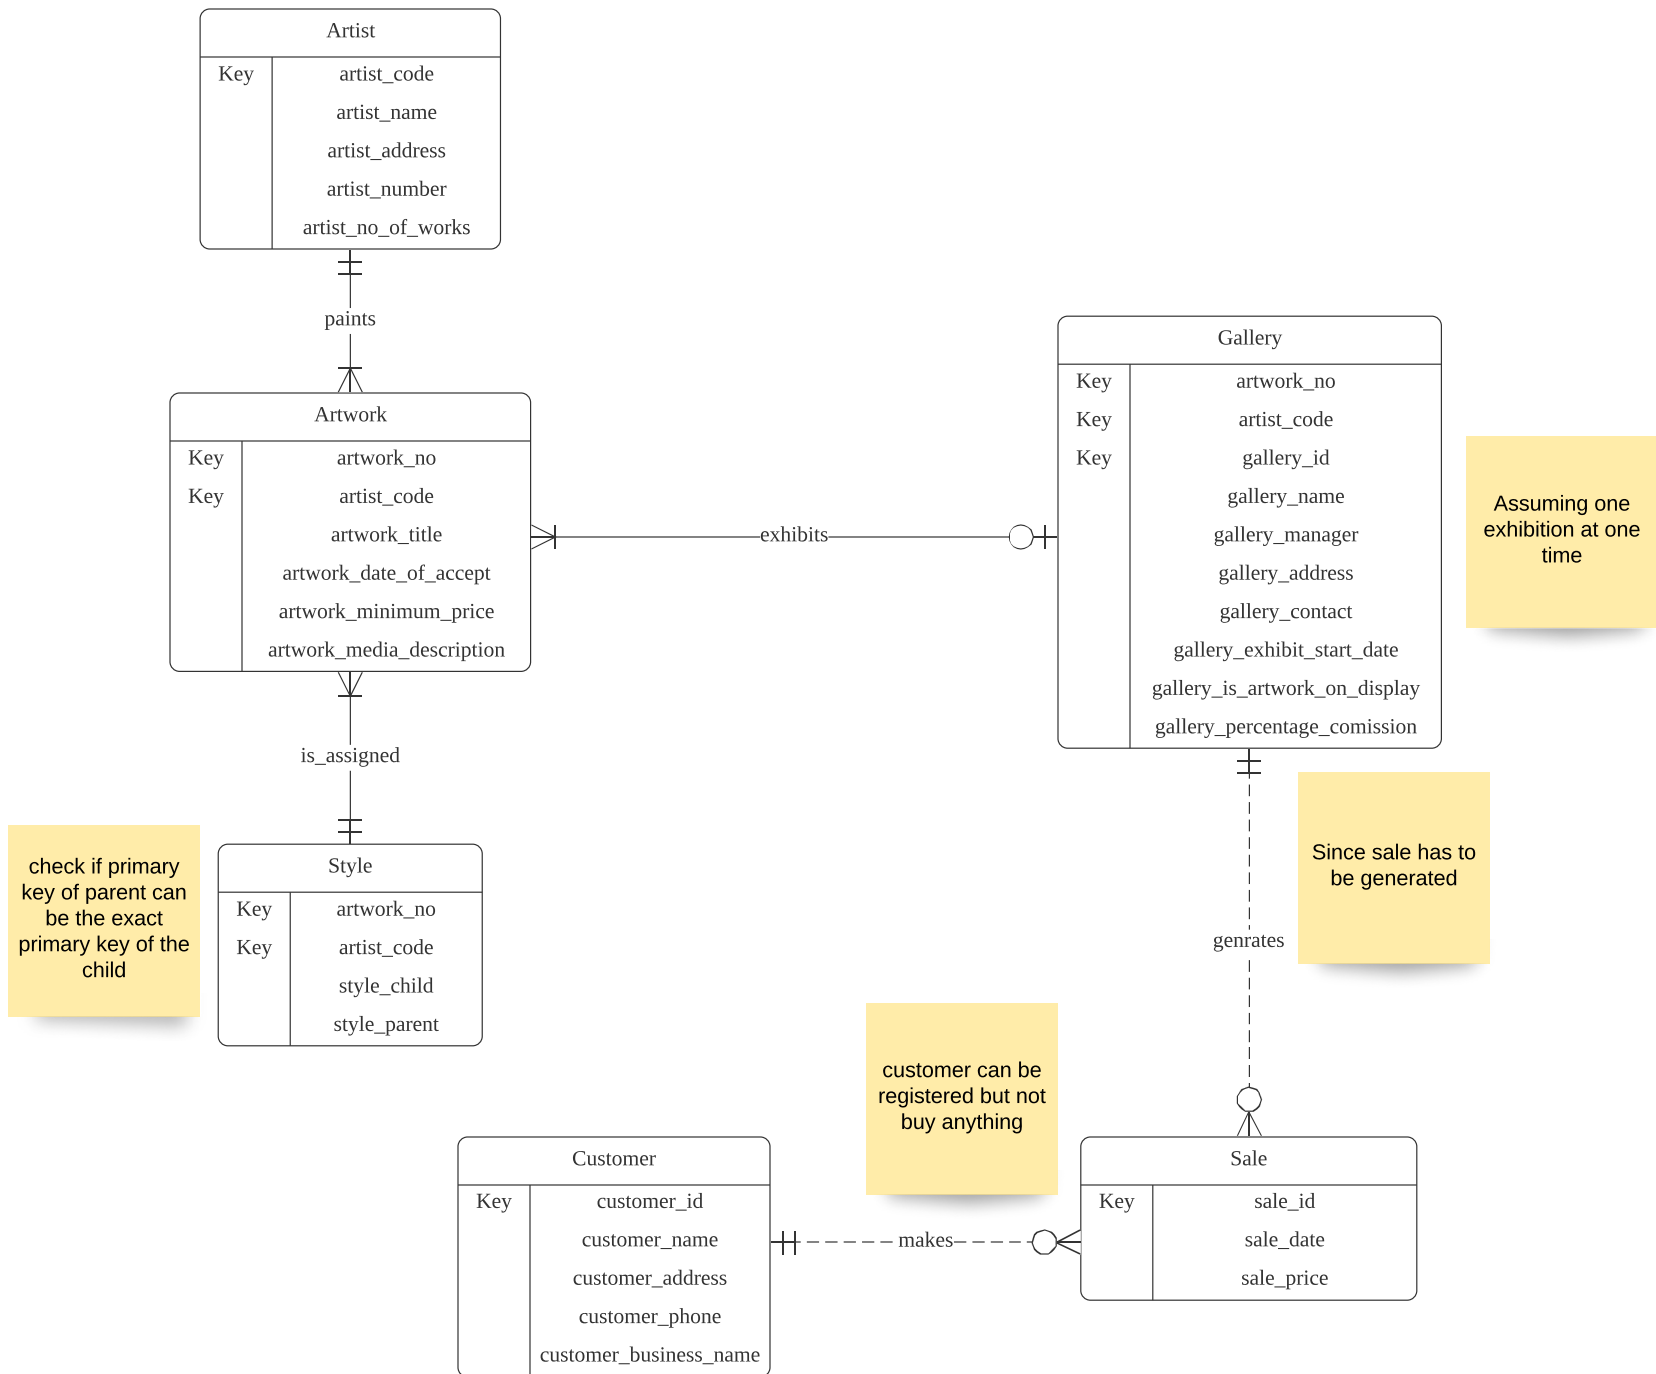 Artist
Key artist_code
artist_name
artist_address
artist_number
artist_no_of_works
paints
Artwork
Key artwork_no
Key artist_code
artwork_title
artwork_date_of_accept
artwork_minimum_price
artwork_media_description
exhibits
Gallery
Key artwork_no
Key artist_code
Key gallery_id
gallery_name
gallery_manager
gallery_address
gallery_contact
gallery_exhibit_start_date
gallery_is_artwork_on_display
gallery_percentage_comission
Assuming one
exhibition at one
time
is_assigned
Style
Key artwork_no
Key artist_code
style_child
style_parent
check if primary
key of parent can
be the exact
primary key of the
child
Since sale has to
be generated
genrates
customer can be
registered but not
buy anything
Customer
Key customer_id
customer_name
customer_address
customer_phone
customer_business_name
makes
Sale
Key sale_id
sale_date
sale_price